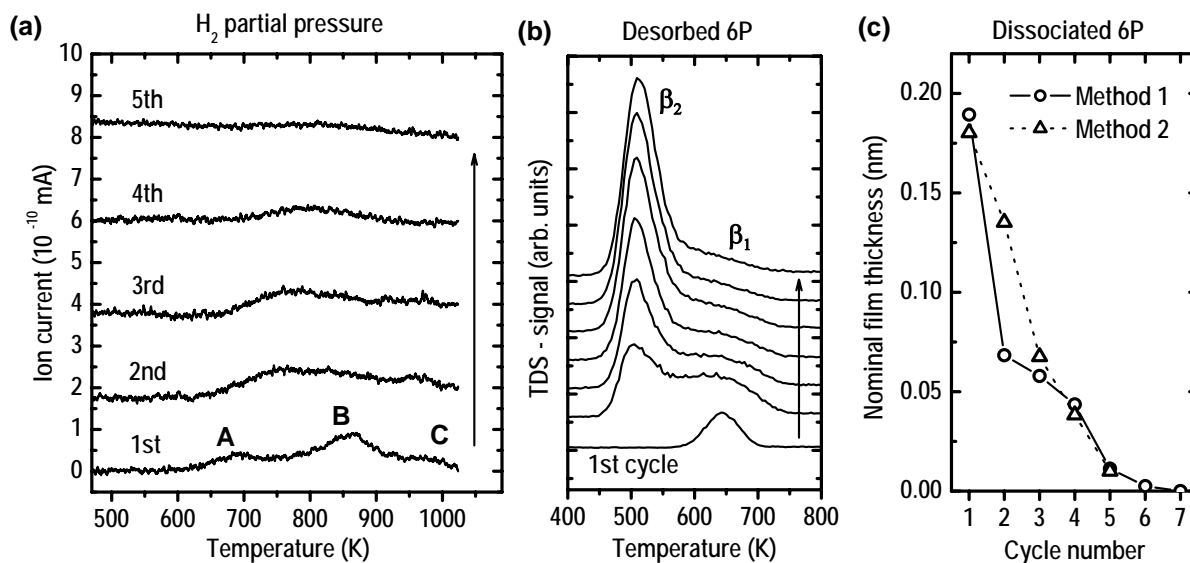 (a)
H2 partial pressure
Ion current (10 -10 mA)
10
9
8
7
6
5
4
3
2
1
0
5th
4th
3rd
2nd
1st
A
B
C
500 600 700 800 900 1000
Temperature (K)
(b)
Desorbed 6P
TDS - signal (arb. units)
β2
β1
1st cycle
400 500 600 700 800
Temperature (K)
(c)
Dissociated 6P
Nominal film thickness (nm)
Method 1
Method 2
0.20
0.15
0.10
0.05
0.00
1 2 3 4 5 6 7
Cycle number